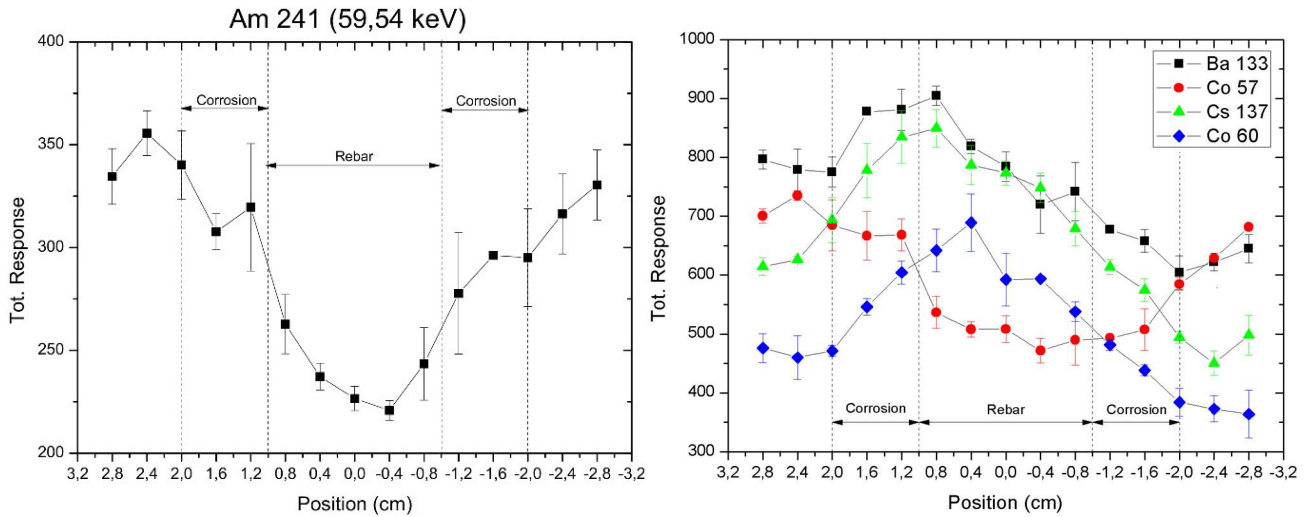 Am 241 (59,54 keV)
400
350
300
250
200
Tot. Response
Corrosion
Corrosion
Rebar
3,2 2,8 2,4 2,0 1,6 1,2 0,8 0,4 0,0 -0,4 -0,8 -1,2 -1,6 -2,0 -2,4 -2,8 -3,2
Position (cm)
1000
900
800
700
600
500
400
300
Tot. Response
Ba 133
Co 57
Cs 137
Co 60
Corrosion
Rebar
Corrosion
3,2 2,8 2,4 2,0 1,6 1,2 0,8 0,4 0,0 -0,4 -0,8 -1,2 -1,6 -2,0 -2,4 -2,8 -3,2
Position (cm)